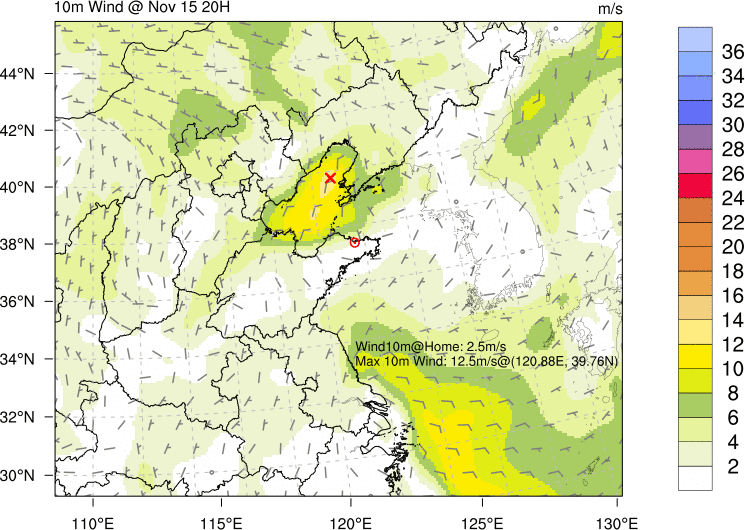 10m Wind @ Nov 15 20H
m/s
44°N
42°N
40°N
38°N
36°N
34°N
32°N
30°N
110°E
115°E
120°E
125°E
130°E
Wind10m@Home: 2.5m/s
Max 10m Wind: 12.5m/s@(120.88E, 39.76N)
36
34
32
30
28
26
24
22
20
18
16
14
12
10
8
6
4
2